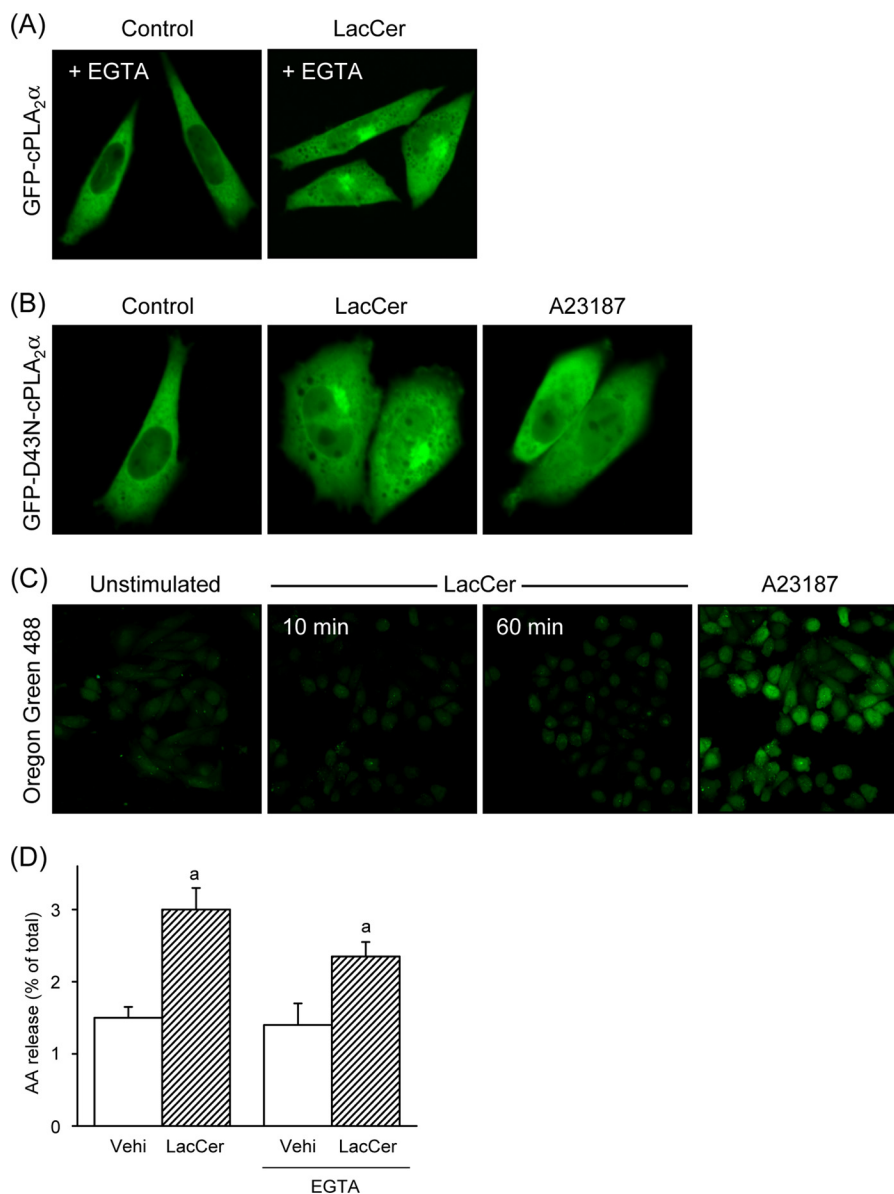 (A)
Control LacCer
+ EGTA + EGTA
GFP-cPLA₂α
(B)
Control LacCer A23187
GFP-D43N-cPLA₂α
(C)
Unstimulated LacCer A23187
10 min 60 min
Oregon Green 488
(D)
a
a
3
2
1
0
AA release (% of total)
Vehi LacCer Vehi LacCer
EGTA